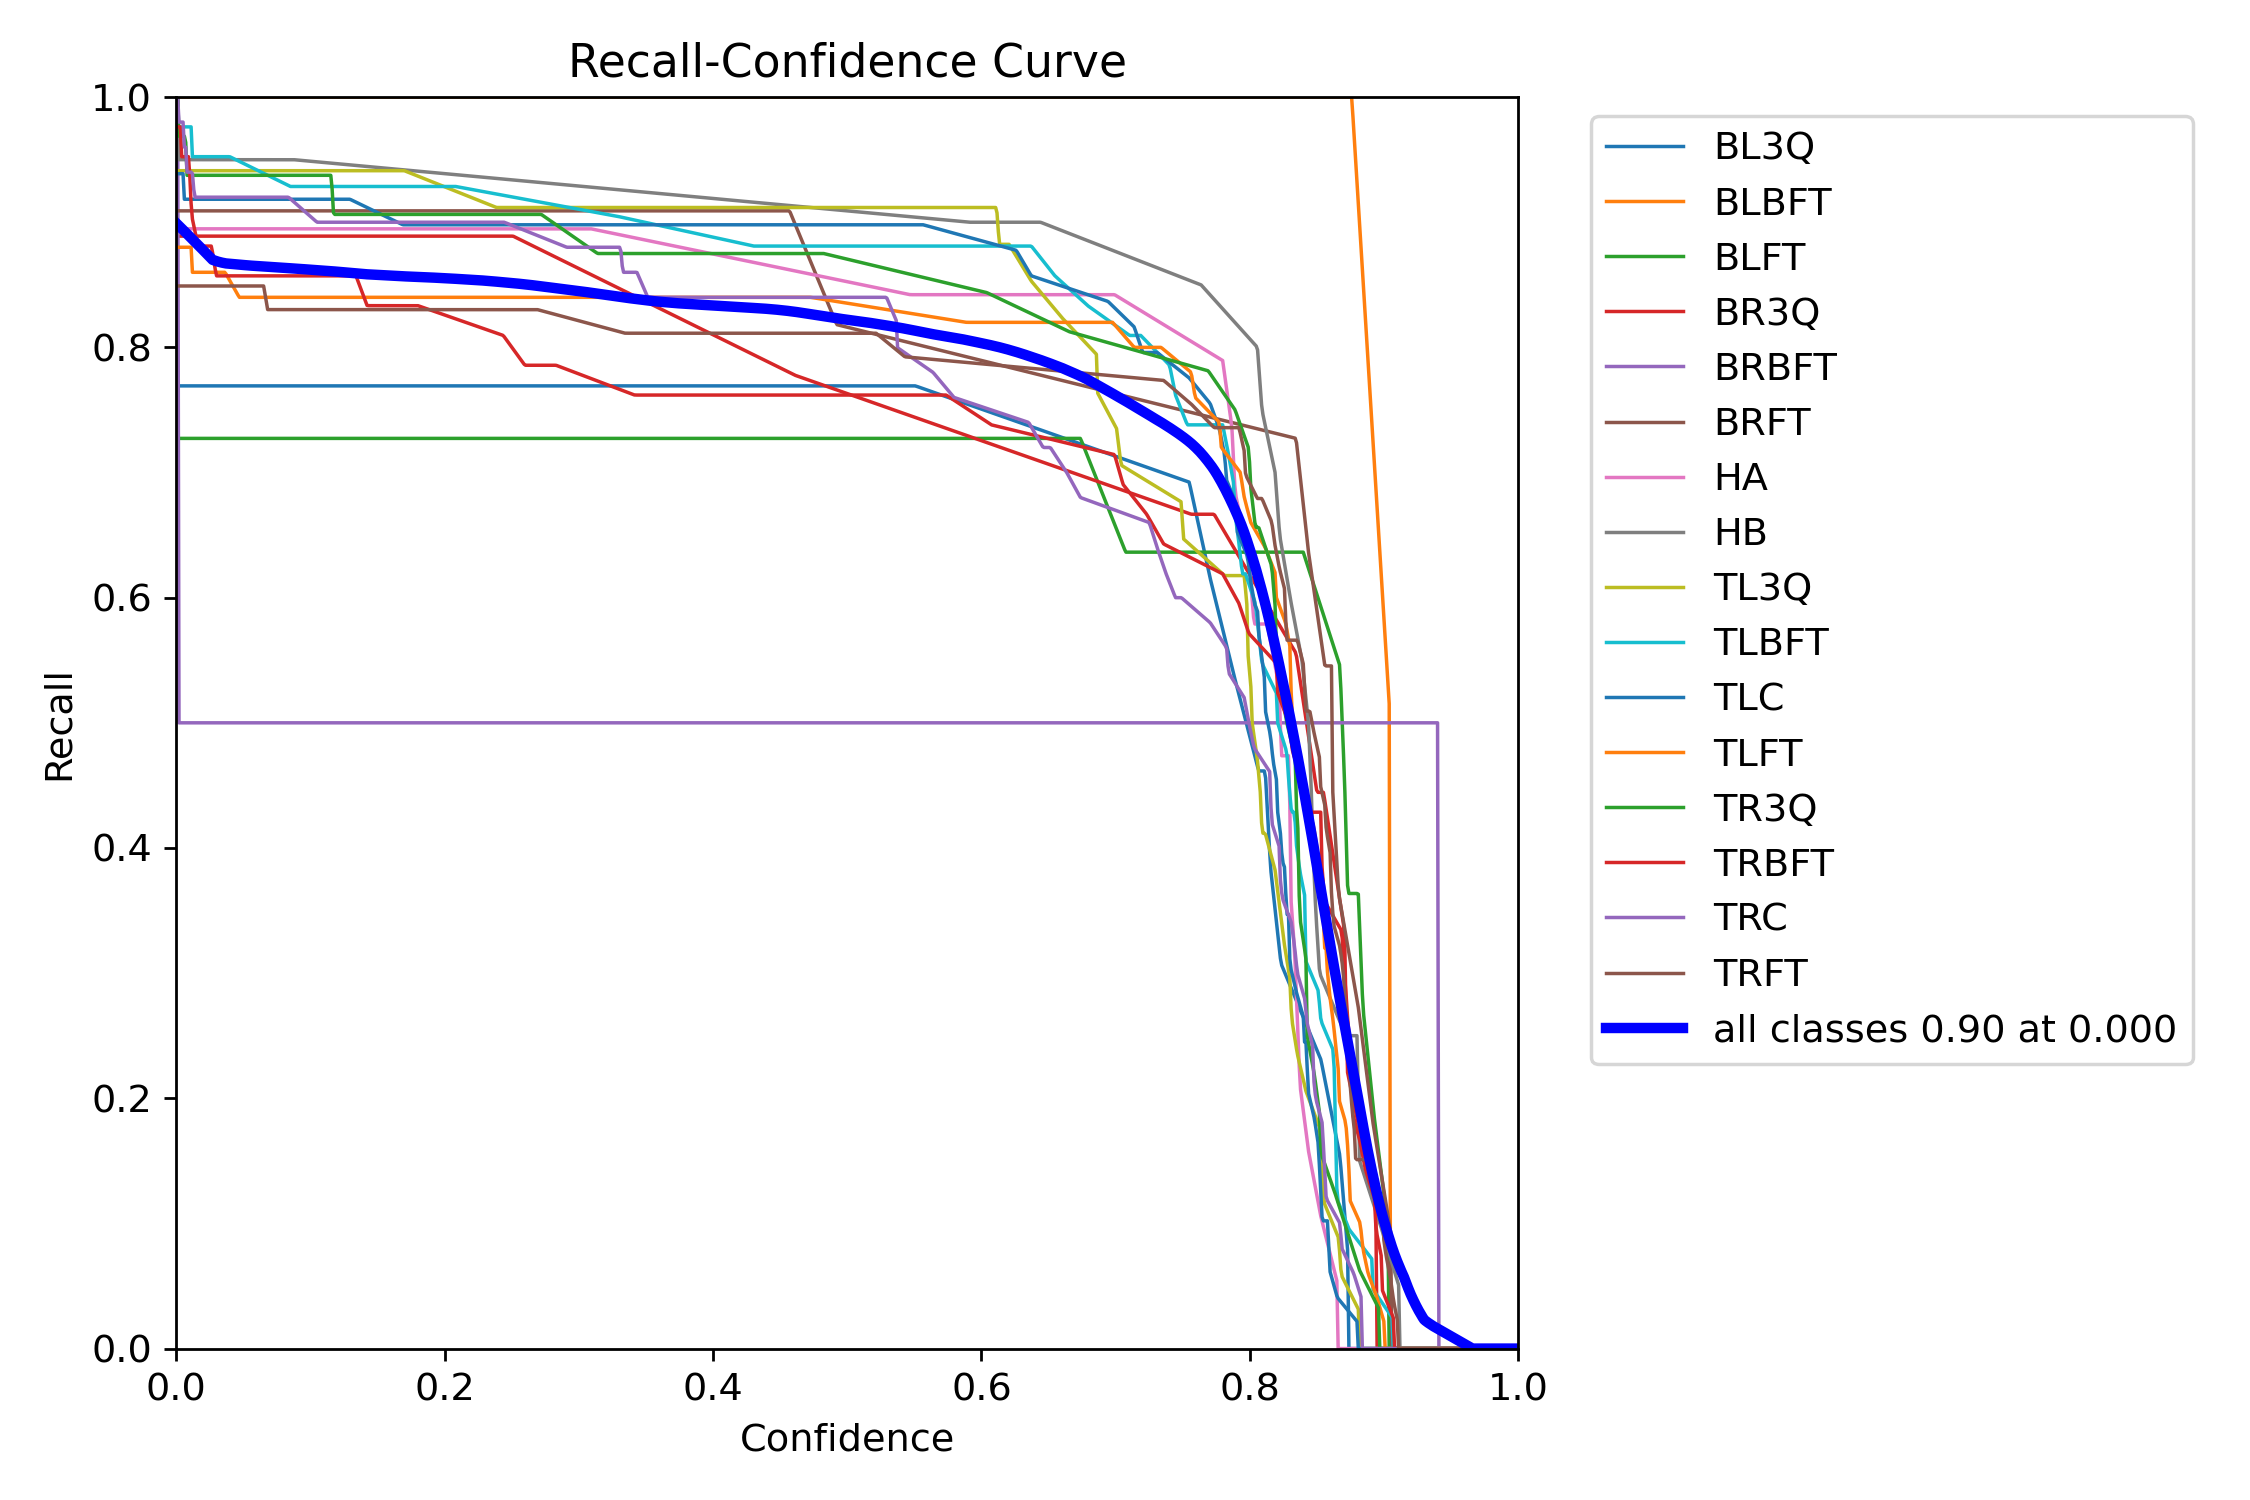 Recall-Confidence Curve
1.0
0.8
0.6
0.4
0.2
0.0
Recall
0.0 0.2 0.4 0.6 0.8 1.0
Confidence
BL3Q
BLBFT
BLFT
BR3Q
BRBFT
BRFT
HA
HB
TL3Q
TLBFT
TLC
TLFT
TR3Q
TRBFT
TRC
TRFT
all classes 0.90 at 0.000